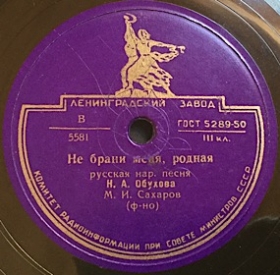 ЛЕНИНГРАДСКИЙ ЗАВОД
В
ГОСТ 5289-50
5581
III кл.
Не брани меня, родная
русская нар. песня
Н. А. Обухова
М. И. Сахаров
(ф-но)
КОМИТЕТ РАДИОИНФОРМАЦИИ ПРИ СОВЕТЕ МИНИСТРОВ СССР